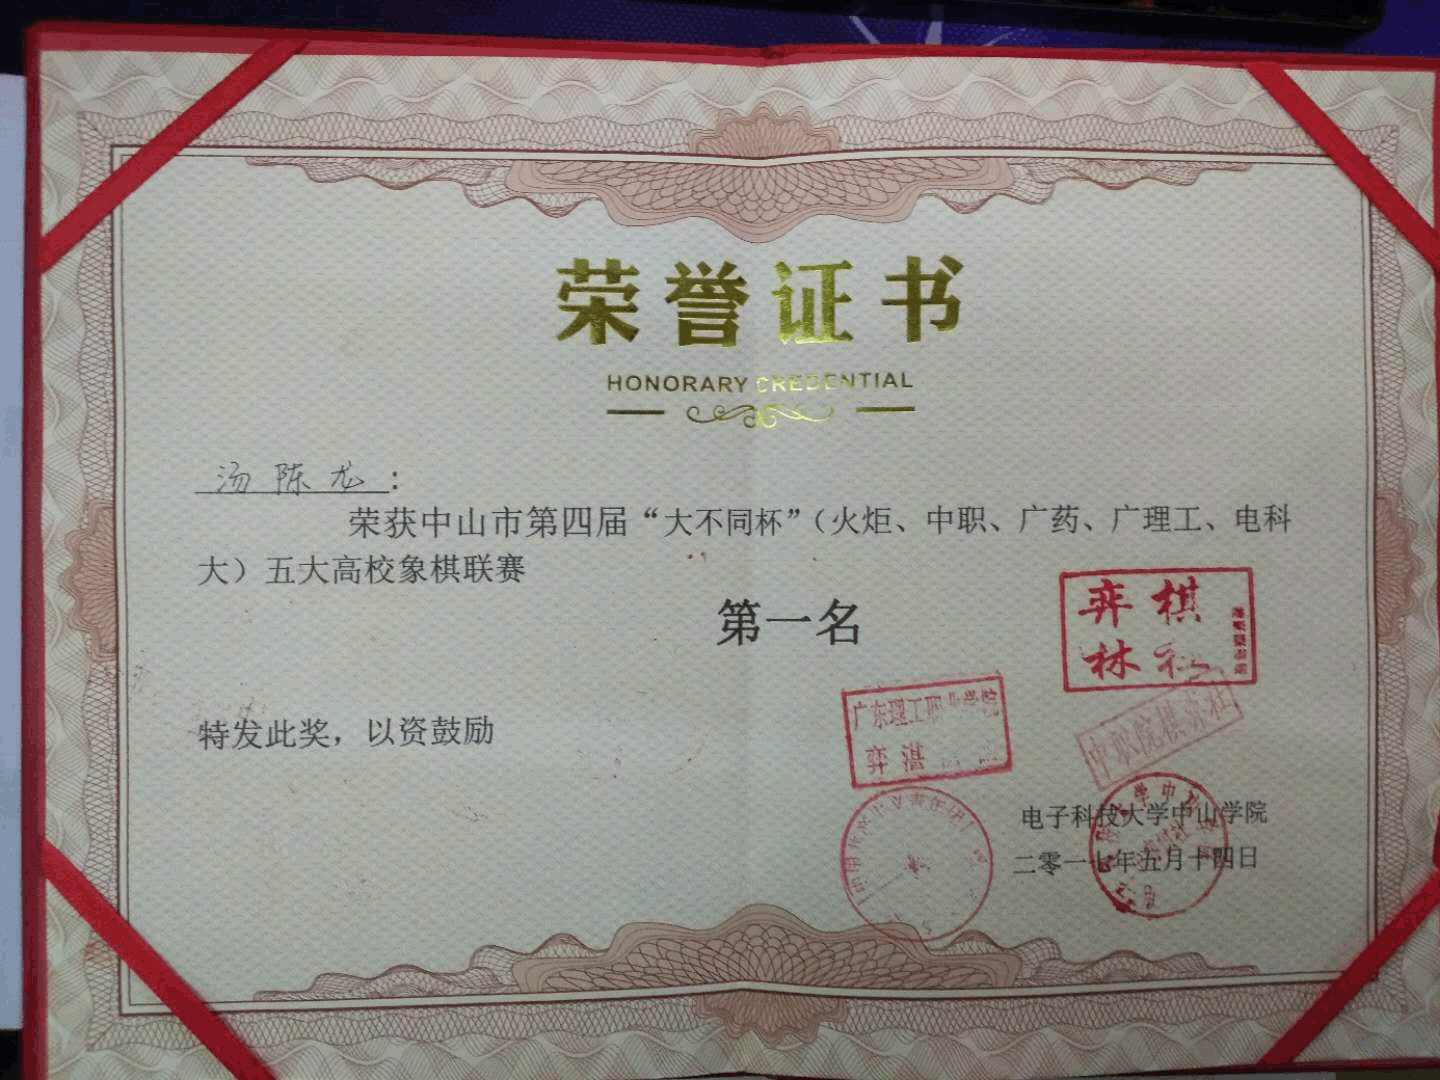 荣誉证书
HONORARY CREDENTIAL
汤陈龙：
荣获中山市第四届“大不同杯”（火炬、中职、广药、广理工、电科
大）五大高校象棋联赛
第一名
弈棋
林社
特发此奖，以资鼓励
广东理工职业学院
弈湛
中职院棋弈社
电子科技大学中山学院
二零一七年五月十四日